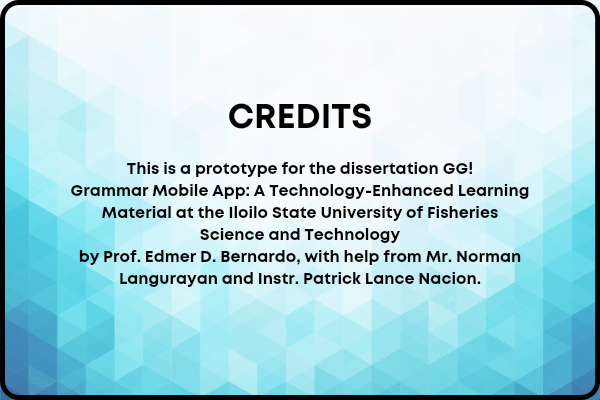 CREDITS
This is a prototype for the dissertation GG!
Grammar Mobile App: A Technology-Enhanced Learning
Material at the Iloilo State University of Fisheries
Science and Technology
by Prof. Edmer D. Bernardo, with help from Mr. Norman
Langurayan and Instr. Patrick Lance Nacion.